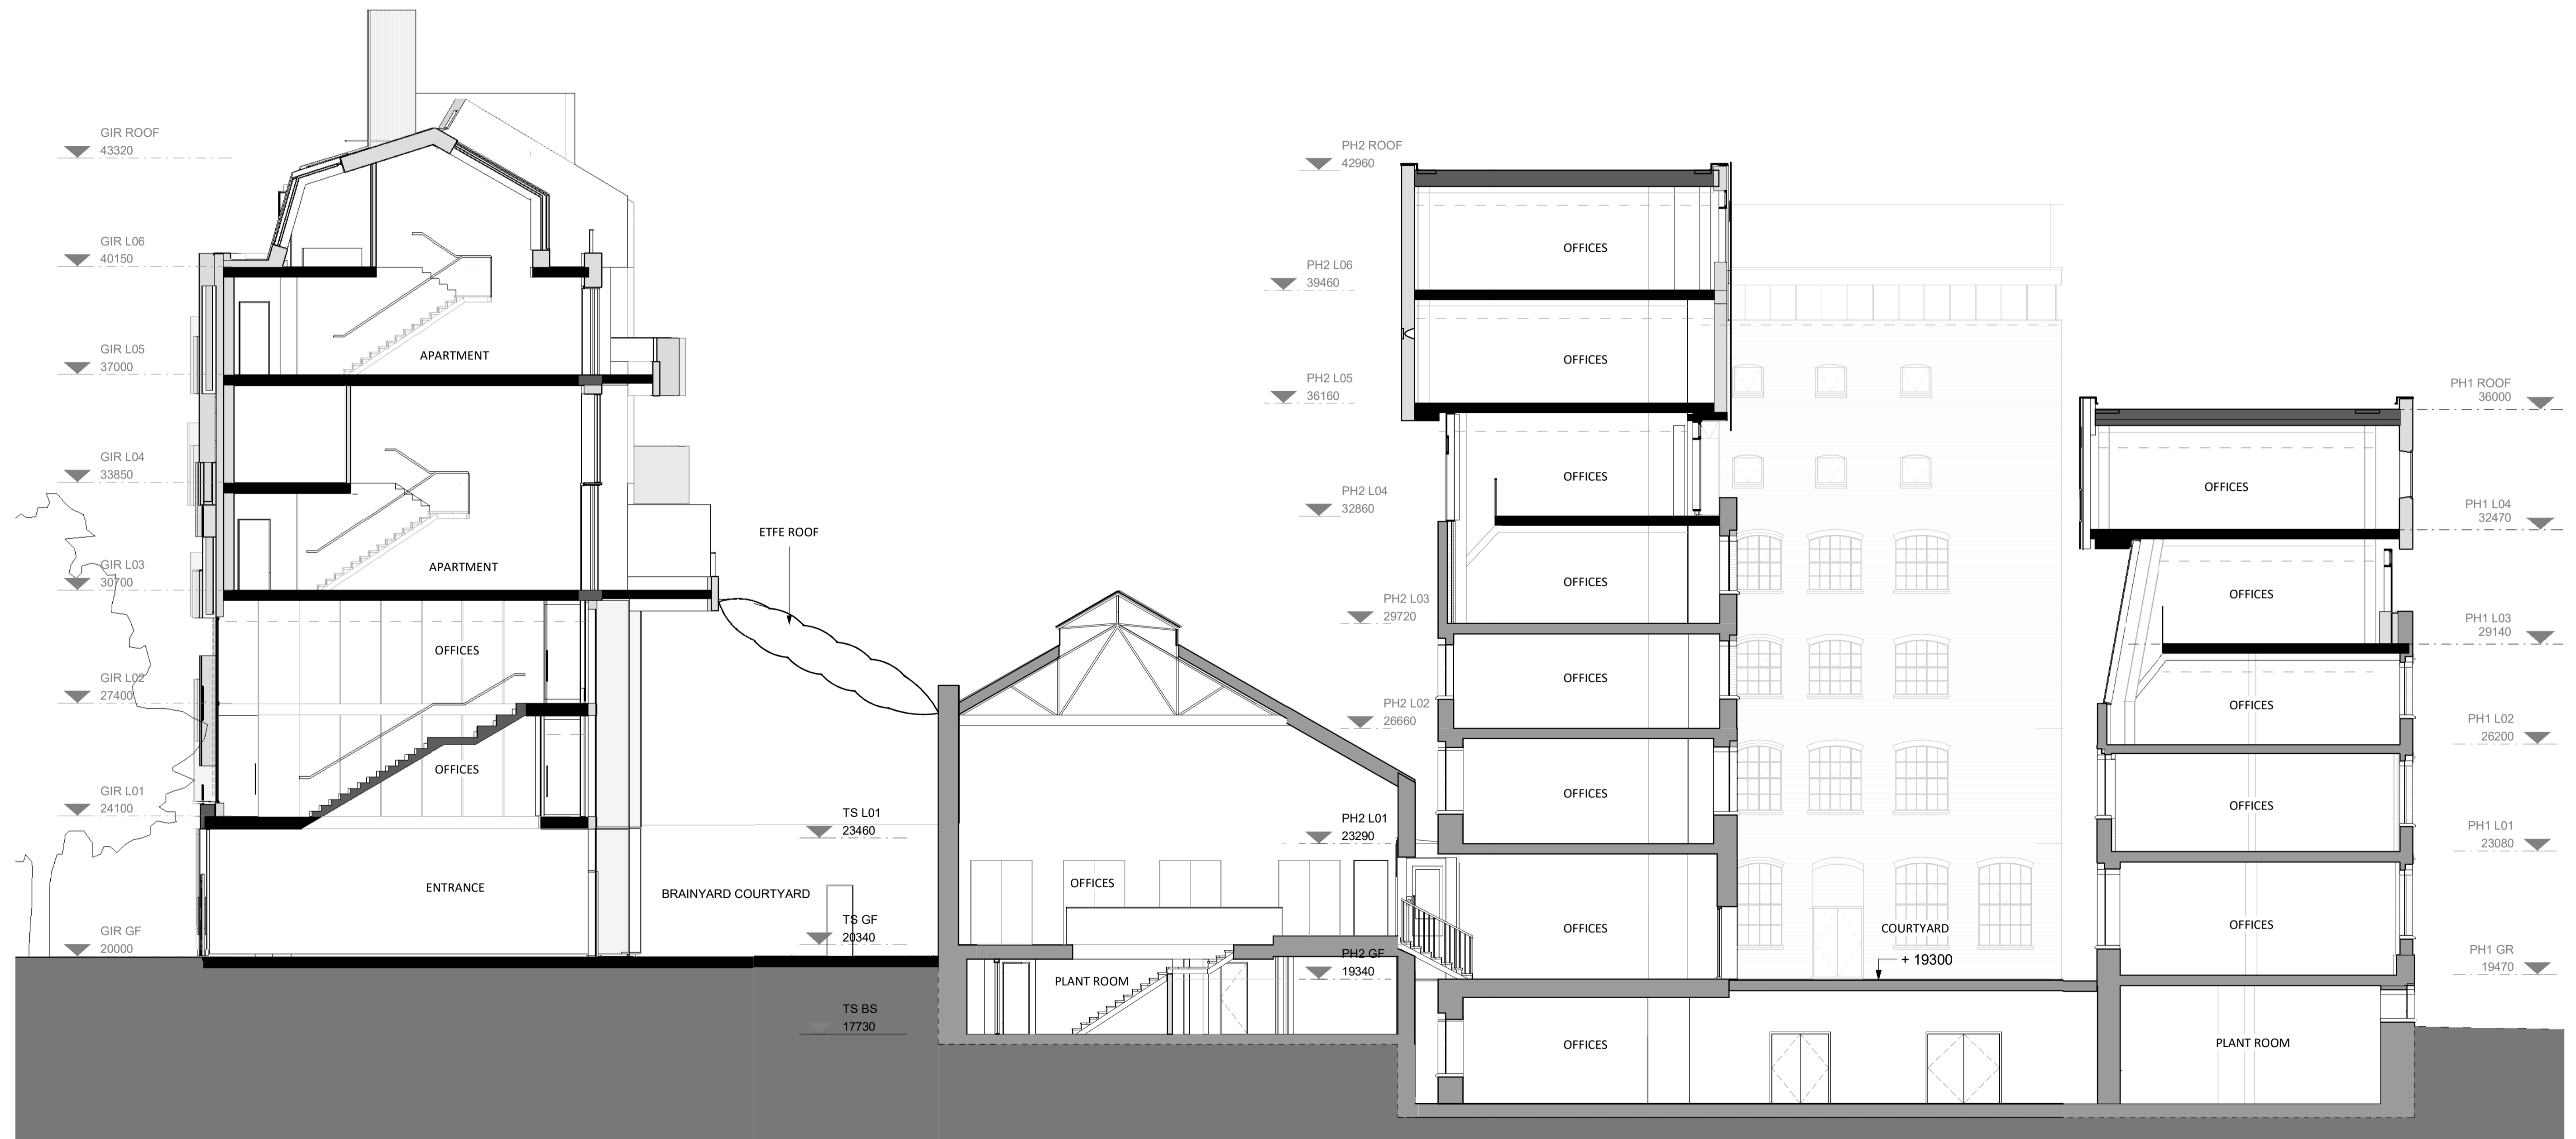 GIR ROOF
43320
GIR L06
40150
GIR L05
37000
GIR L04
33850
GIR L03
30700
GIR L02
27400
GIR L01
24100
GIR GF
20000
APARTMENT
APARTMENT
OFFICES
OFFICES
ENTRANCE
ETFE ROOF
BRAINYARD COURTYARD
TS L01
23460
TS GF
20340
TS BS
17730
OFFICES
PLANT ROOM
PH2 ROOF
42960
PH2 L06
39460
PH2 L05
36160
PH2 L04
32860
PH2 L03
29720
PH2 L02
26660
PH2 L01
23290
PH2 GF
19340
OFFICES
OFFICES
OFFICES
OFFICES
OFFICES
OFFICES
OFFICES
OFFICES
COURTYARD
+ 19300
OFFICES
OFFICES
OFFICES
OFFICES
OFFICES
PLANT ROOM
PH1 ROOF
36000
PH1 L04
32470
PH1 L03
29140
PH1 L02
26200
PH1 L01
23080
PH1 GR
19470